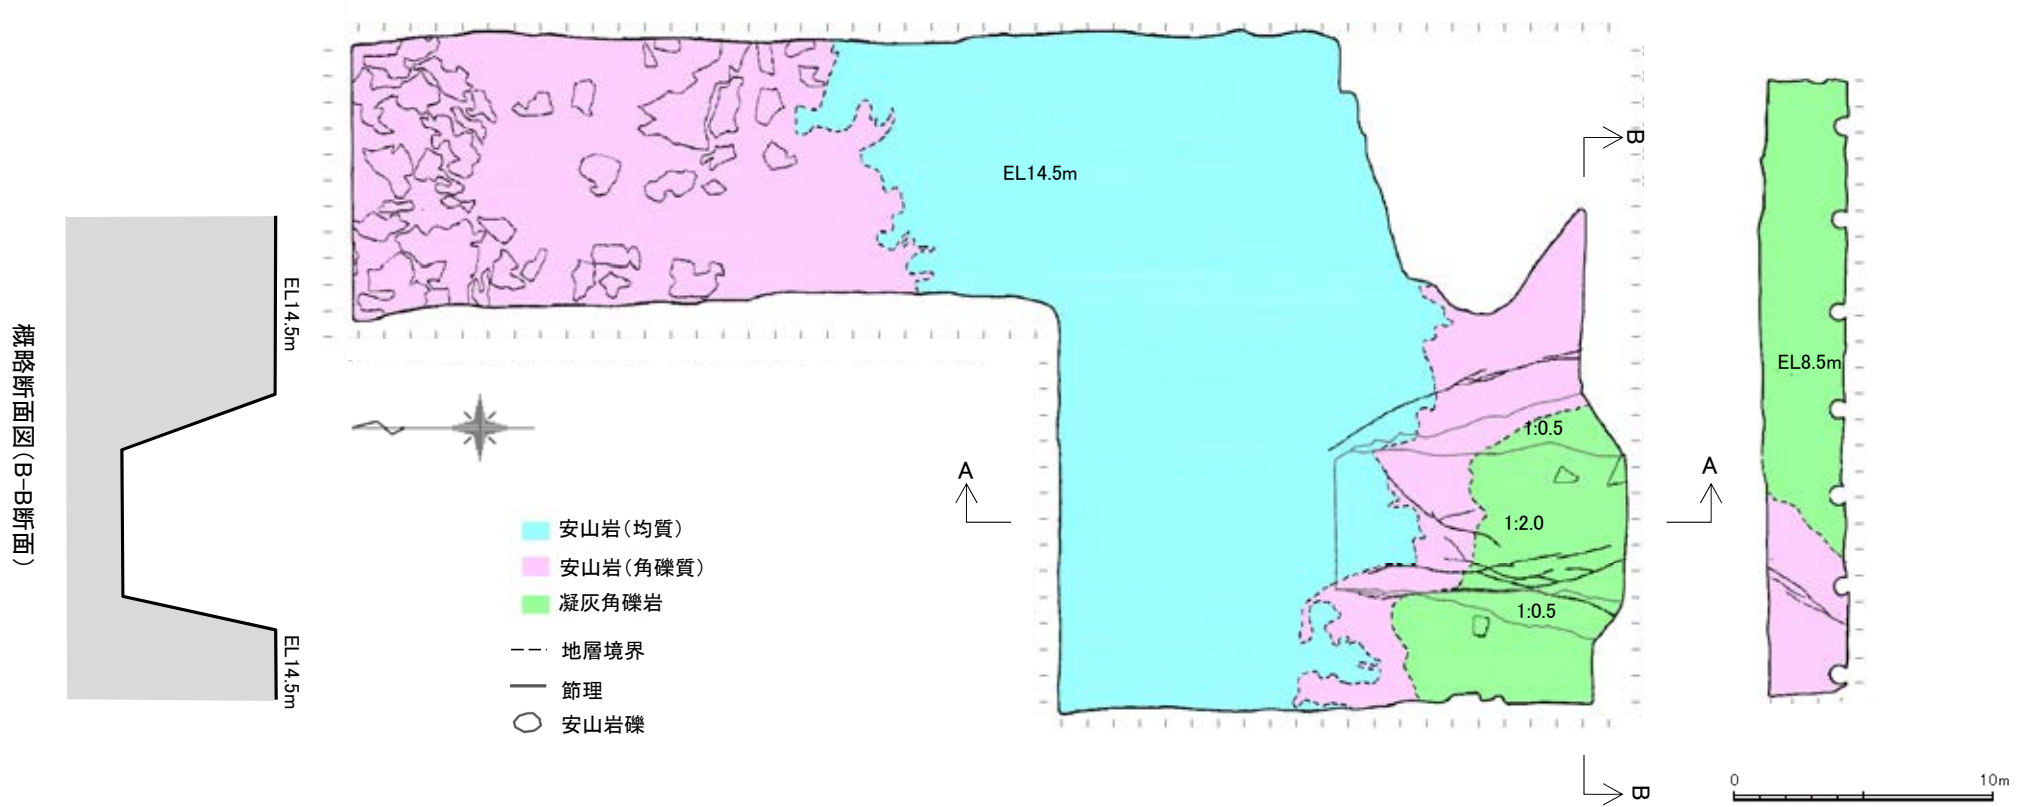 概略断面図(B-B断面)
EL14.5m
EL14.5m
EL14.5m
B
A
A
1:0.5
1:2.0
1:0.5
B
EL8.5m
安山岩(均質)
安山岩(角礫質)
凝灰角礫岩
地層境界
節理
安山岩礫
0 10m